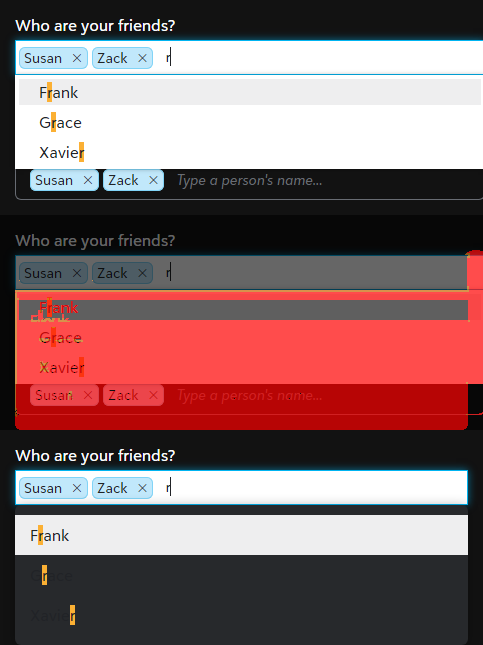 Who are your friends?
Susan × Zack × r
Frank
Grace
Xavier
Susan × Zack × Type a person's name...
Who are your friends?
Susan × Zack × r
Frank
Grace
Xavier
Susan × Zack × Type a person's name...
Who are your friends?
Susan × Zack × r
Frank
Grace
Xavier